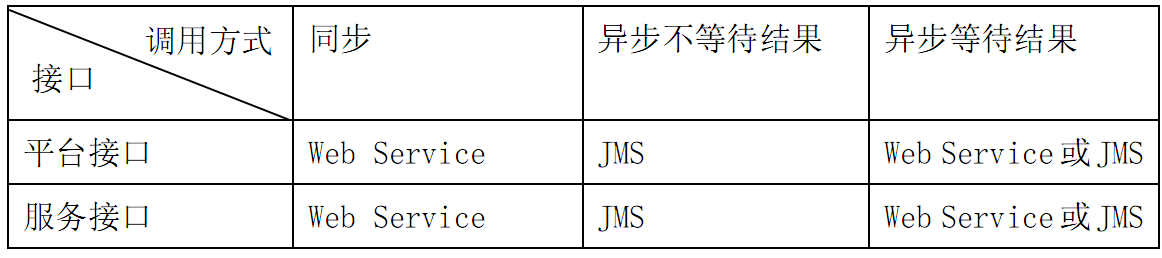 调用方式
接口
同步
异步不等待结果
异步等待结果
平台接口
Web Service
JMS
Web Service或JMS
服务接口
Web Service
JMS
Web Service或JMS